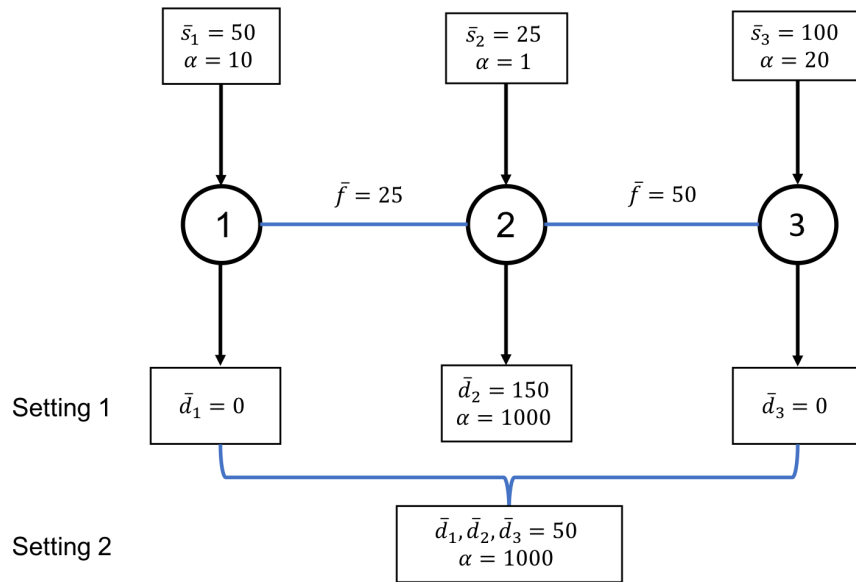 s̄₁ = 50
α = 10
s̄₂ = 25
α = 1
s̄₃ = 100
α = 20
f̄ = 25
f̄ = 50
1
2
3
Setting 1
d̄₁ = 0
d̄₂ = 150
α = 1000
d̄₃ = 0
Setting 2
d̄₁, d̄₂, d̄₃ = 50
α = 1000